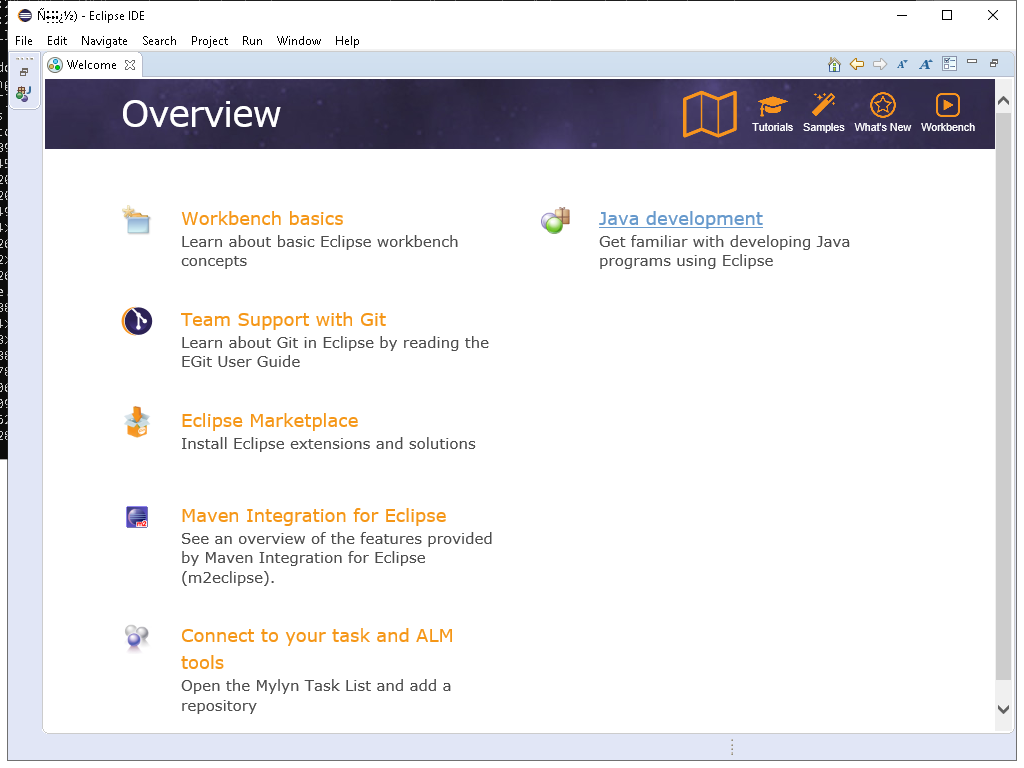 - Eclipse IDE
File Edit Navigate Search Project Run Window Help
Welcome
Overview
Tutorials Samples What's New Workbench
Workbench basics
Learn about basic Eclipse workbench
concepts
Java development
Get familiar with developing Java
programs using Eclipse
Team Support with Git
Learn about Git in Eclipse by reading the
EGit User Guide
Eclipse Marketplace
Install Eclipse extensions and solutions
Maven Integration for Eclipse
See an overview of the features provided
by Maven Integration for Eclipse
(m2eclipse).
Connect to your task and ALM
tools
Open the Mylyn Task List and add a
repository